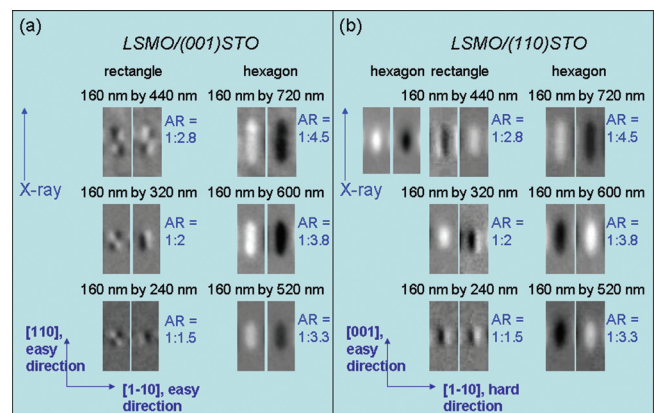 (a)
LSMO/(001)STO
rectangle hexagon
160 nm by 440 nm 160 nm by 720 nm
AR =
1:2.8
AR =
1:4.5
X-ray
160 nm by 320 nm 160 nm by 600 nm
AR =
1:2
AR =
1:3.8
160 nm by 240 nm 160 nm by 520 nm
AR =
1:1.5
AR =
1:3.3
[110],
easy
direction
[1-10], easy
direction
(b)
LSMO/(110)STO
hexagon rectangle hexagon
160 nm by 440 nm 160 nm by 720 nm
AR =
1:2.8
AR =
1:4.5
X-ray
160 nm by 320 nm 160 nm by 600 nm
AR =
1:2
AR =
1:3.8
160 nm by 240 nm 160 nm by 520 nm
AR =
1:1.5
AR =
1:3.3
[001],
easy
direction
[1-10], hard
direction